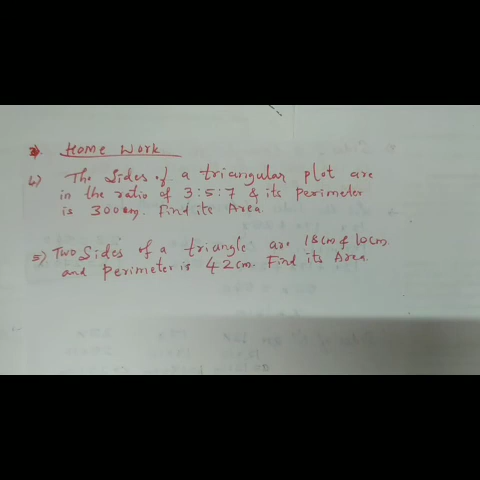 Home Work
4) The Sides of a triangular plot are
in the ratio of 3:5:7 & its perimeter
is 300cm. Find its Area.
5) Two Sides of a triangle are 18cm & 10cm
and perimeter is 42cm. Find its Area